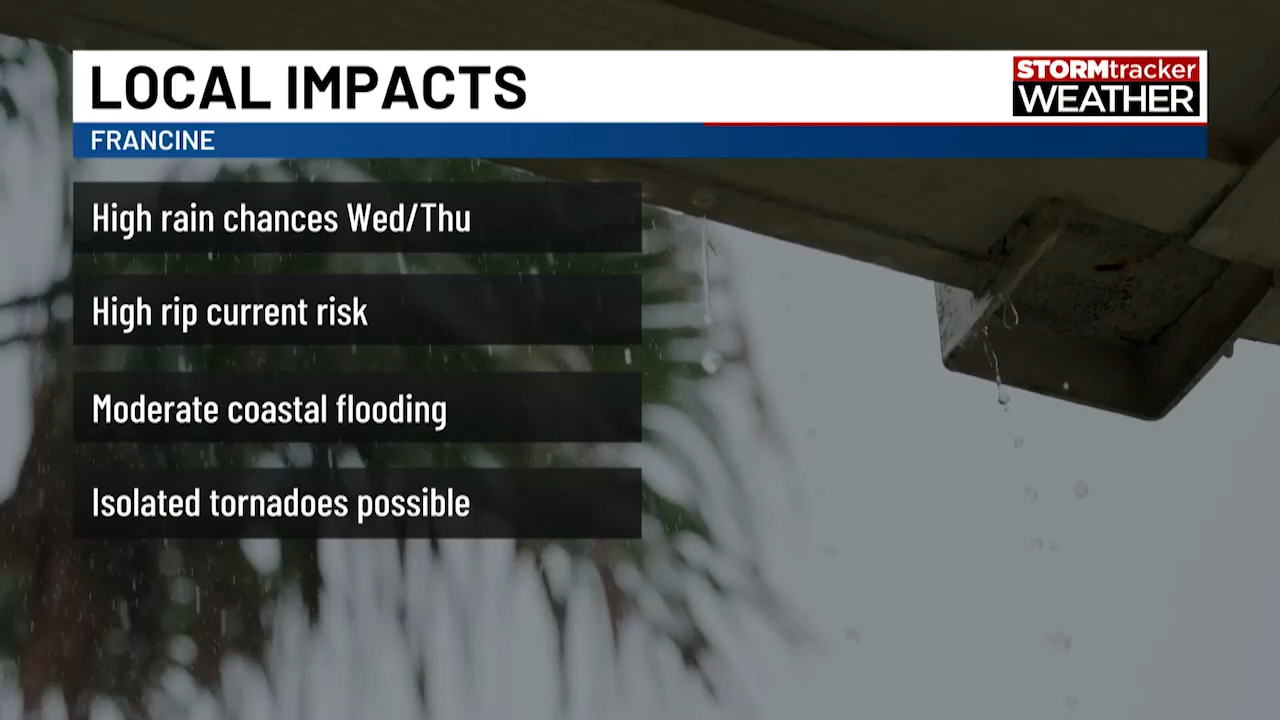 LOCAL IMPACTS
STORMtracker
WEATHER
FRANCINE
High rain chances Wed/Thu
High rip current risk
Moderate coastal flooding
Isolated tornadoes possible